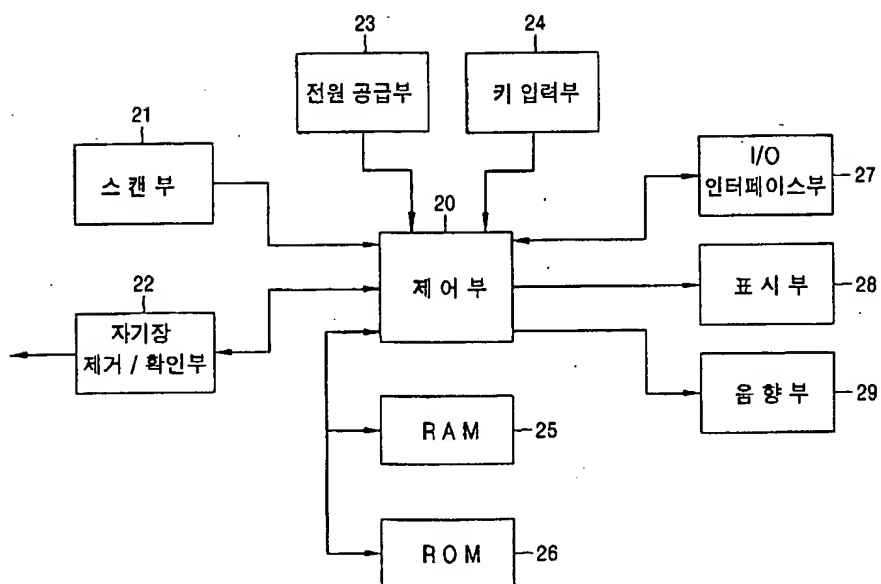 23
전원 공급부
24
키 입력부
21
스 캔 부
I/O
인터페이스부
27
20
제 어 부
표 시 부
28
22
자기장
제거 / 확인부
음 향 부
29
R A M
25
R O M
26